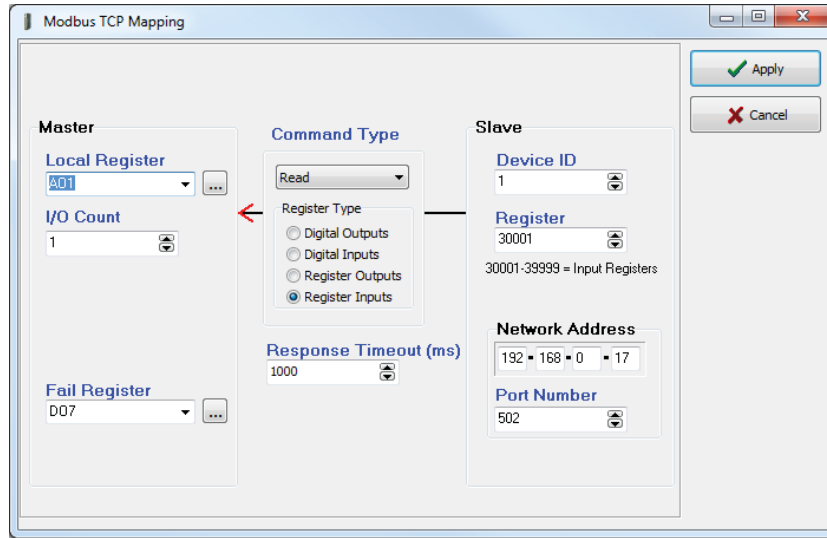 Modbus TCP Mapping
Apply
Cancel
Master
Local Register
AO1
...
I/O Count
1
Command Type
Read
Register Type
Digital Outputs
Digital Inputs
Register Outputs
Register Inputs
Response Timeout (ms)
1000
Fail Register
DO7
...
Slave
Device ID
1
Register
30001
30001-39999 = Input Registers
Network Address
192 168 0 17
Port Number
502